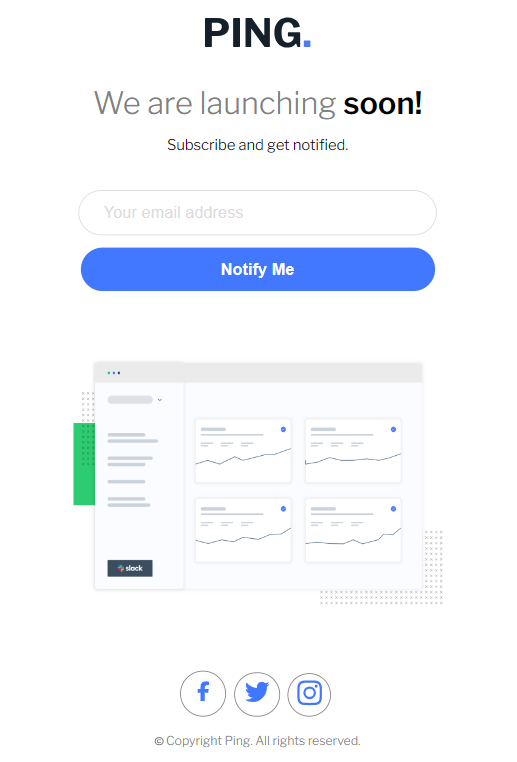 PING.
We are launching soon!
Subscribe and get notified.
Your email address
Notify Me
slack
© Copyright Ping. All rights reserved.